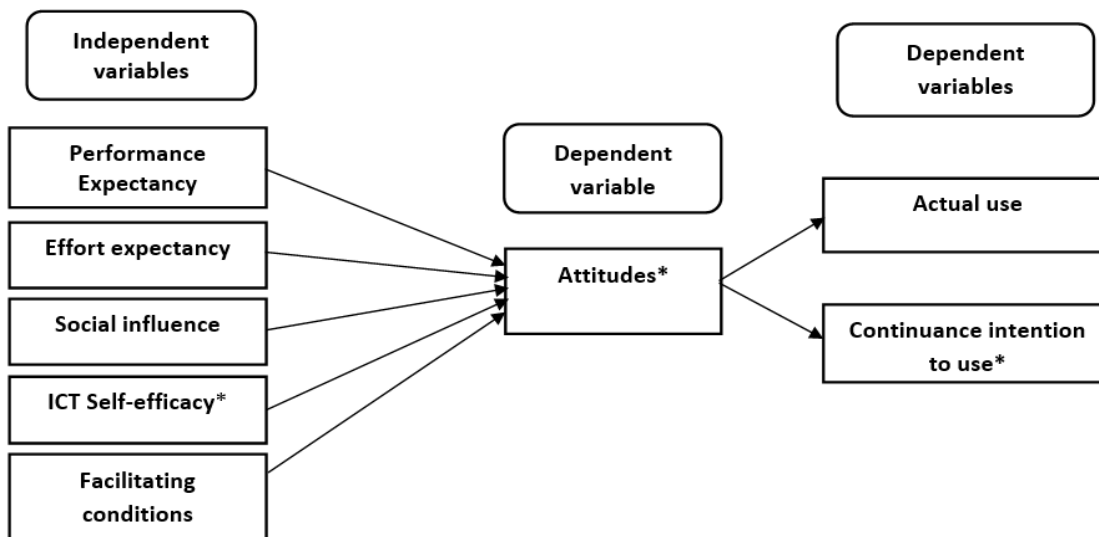 Independent
variables
Performance
Expectancy
Effort expectancy
Social influence
ICT Self-efficacy*
Facilitating
conditions
Dependent
variable
Attitudes*
Dependent
variables
Actual use
Continuance intention
to use*